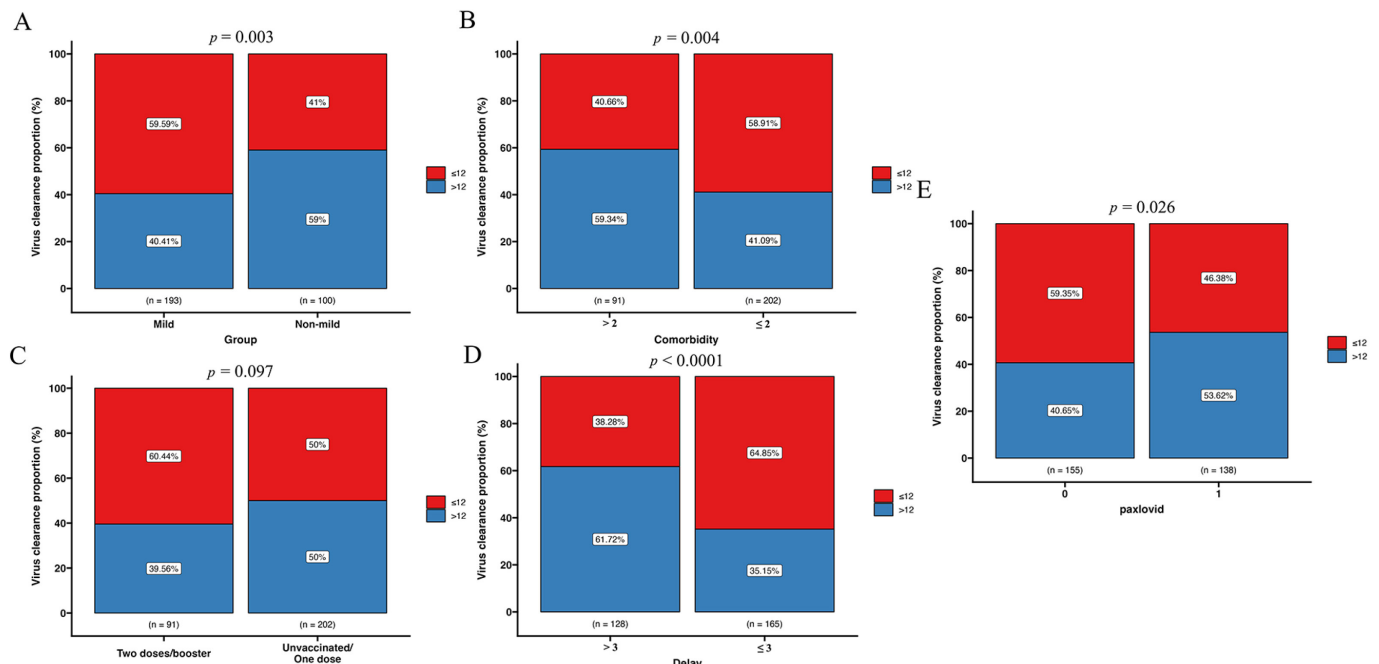 A
p = 0.003
Virus clearance proportion (%)
100
80
60
40
20
0
59.59%
40.41%
41%
59%
(n = 193)
(n = 100)
Mild
Non-mild
Group
≤12
>12
B
p = 0.004
Virus clearance proportion (%)
100
80
60
40
20
0
40.66%
59.34%
58.91%
41.09%
(n = 91)
(n = 202)
> 2
≤ 2
Comorbidity
≤12
>12
C
p = 0.097
Virus clearance proportion (%)
100
80
60
40
20
0
60.44%
39.56%
50%
50%
(n = 91)
(n = 202)
Two doses/booster
Unvaccinated/
One dose
≤12
>12
D
p < 0.0001
Virus clearance proportion (%)
100
80
60
40
20
0
38.28%
61.72%
64.85%
35.15%
(n = 128)
(n = 165)
> 3
≤ 3
Delay
≤12
>12
E
p = 0.026
Virus clearance proportion (%)
100
80
60
40
20
0
59.35%
40.65%
46.38%
53.62%
(n = 155)
(n = 138)
0
1
paxlovid
≤12
>12